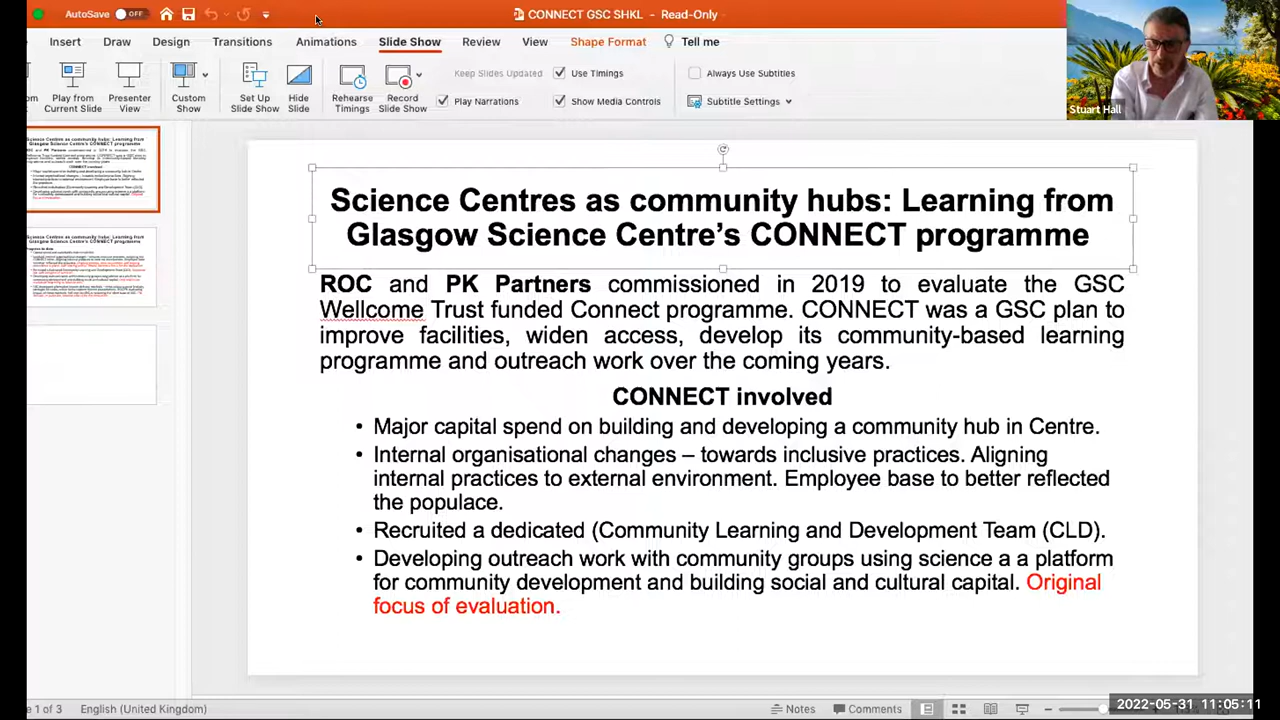 AutoSave OFF CONNECT GSC SHKL - Read-Only
Insert Draw Design Transitions Animations Slide Show Review View Shape Format Tell me
Keep Slides Updated Use Timings Always Use Subtitles
Play from Current Slide Presenter View Custom Show Set Up Slide Show Hide Slide Rehearse Timings Record Slide Show Play Narrations Show Media Controls Subtitle Settings
Stuart Hall
Science Centres as community hubs: Learning from
Glasgow Science Centre's CONNECT programme
ROC and PK Partners commissioned in 2019 to evaluate the GSC
Wellcome Trust funded Connect programme. CONNECT was a GSC plan to
improve facilities, widen access, develop its community-based learning
programme and outreach work over the coming years.
CONNECT involved
• Major capital spend on building and developing a community hub in Centre.
• Internal organisational changes – towards inclusive practices. Aligning
internal practices to external environment. Employee base to better reflected
the populace.
• Recruited a dedicated (Community Learning and Development Team (CLD).
• Developing outreach work with community groups using science a a platform
for community development and building social and cultural capital. Original
focus of evaluation.
1 of 3 English (United Kingdom) Notes Comments
2022-05-31 11:05:11